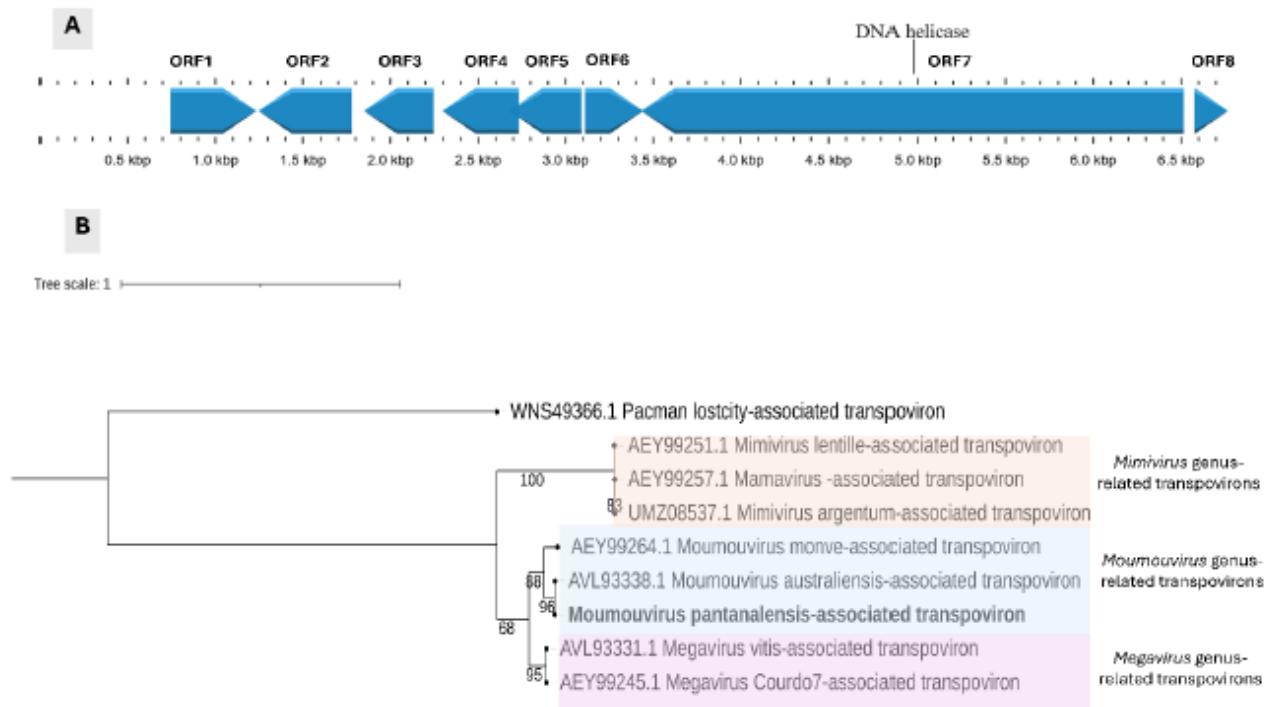 A
DNA helicase
ORF1 ORF2 ORF3 ORF4 ORF5 ORF6 ORF7 ORF8
0.5 kbp 1.0 kbp 1.5 kbp 2.0 kbp 2.5 kbp 3.0 kbp 3.5 kbp 4.0 kbp 4.5 kbp 5.0 kbp 5.5 kbp 6.0 kbp 6.5 kbp
B
Tree scale: 1
WNS49366.1 Pacman lostcity-associated transpoviron
AEY99251.1 Mimivirus lentille-associated transpoviron
Mimivirus genus-
related transpovirons
100
AEY99257.1 Mamavirus -associated transpoviron
83
UMZ08537.1 Mimivirus argentum-associated transpoviron
AEY99264.1 Moumouvirus monve-associated transpoviron
Moumouvirus genus-
related transpovirons
88
AVL93338.1 Moumouvirus australiensis-associated transpoviron
96
Moumouvirus pantanalensis-associated transpoviron
68
AVL93331.1 Megavirus vitis-associated transpoviron
Megavirus genus-
related transpovirons
95
AEY99245.1 Megavirus Courdo7-associated transpoviron